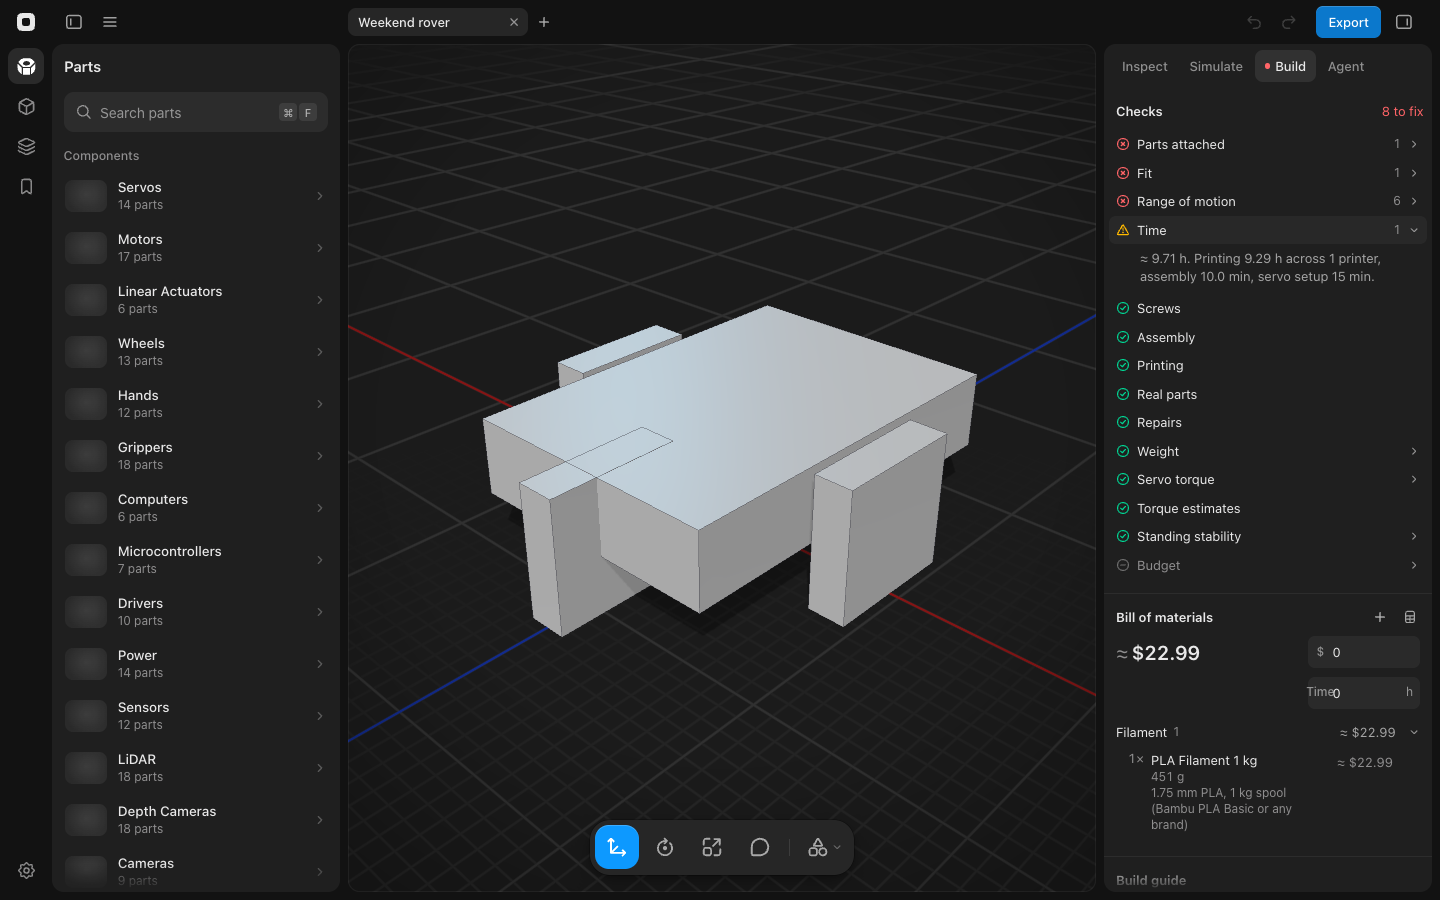 Weekend rover
Export
Parts
Search parts
⌘ F
Components
Servos
14 parts
Motors
17 parts
Linear Actuators
6 parts
Wheels
13 parts
Hands
12 parts
Grippers
18 parts
Computers
6 parts
Microcontrollers
7 parts
Drivers
10 parts
Power
14 parts
Sensors
12 parts
LiDAR
18 parts
Depth Cameras
18 parts
Cameras
9 parts
Inspect Simulate Build Agent
Checks 8 to fix
Parts attached 1
Fit 1
Range of motion 6
Time 1
≈ 9.71 h. Printing 9.29 h across 1 printer,
assembly 10.0 min, servo setup 15 min.
Screws
Assembly
Printing
Real parts
Repairs
Weight
Servo torque
Torque estimates
Standing stability
Budget
Bill of materials
≈ $22.99 $ 0
Time 0 h
Filament 1 ≈ $22.99
1× PLA Filament 1 kg ≈ $22.99
451 g
1.75 mm PLA, 1 kg spool
(Bambu PLA Basic or any
brand)
Build guide